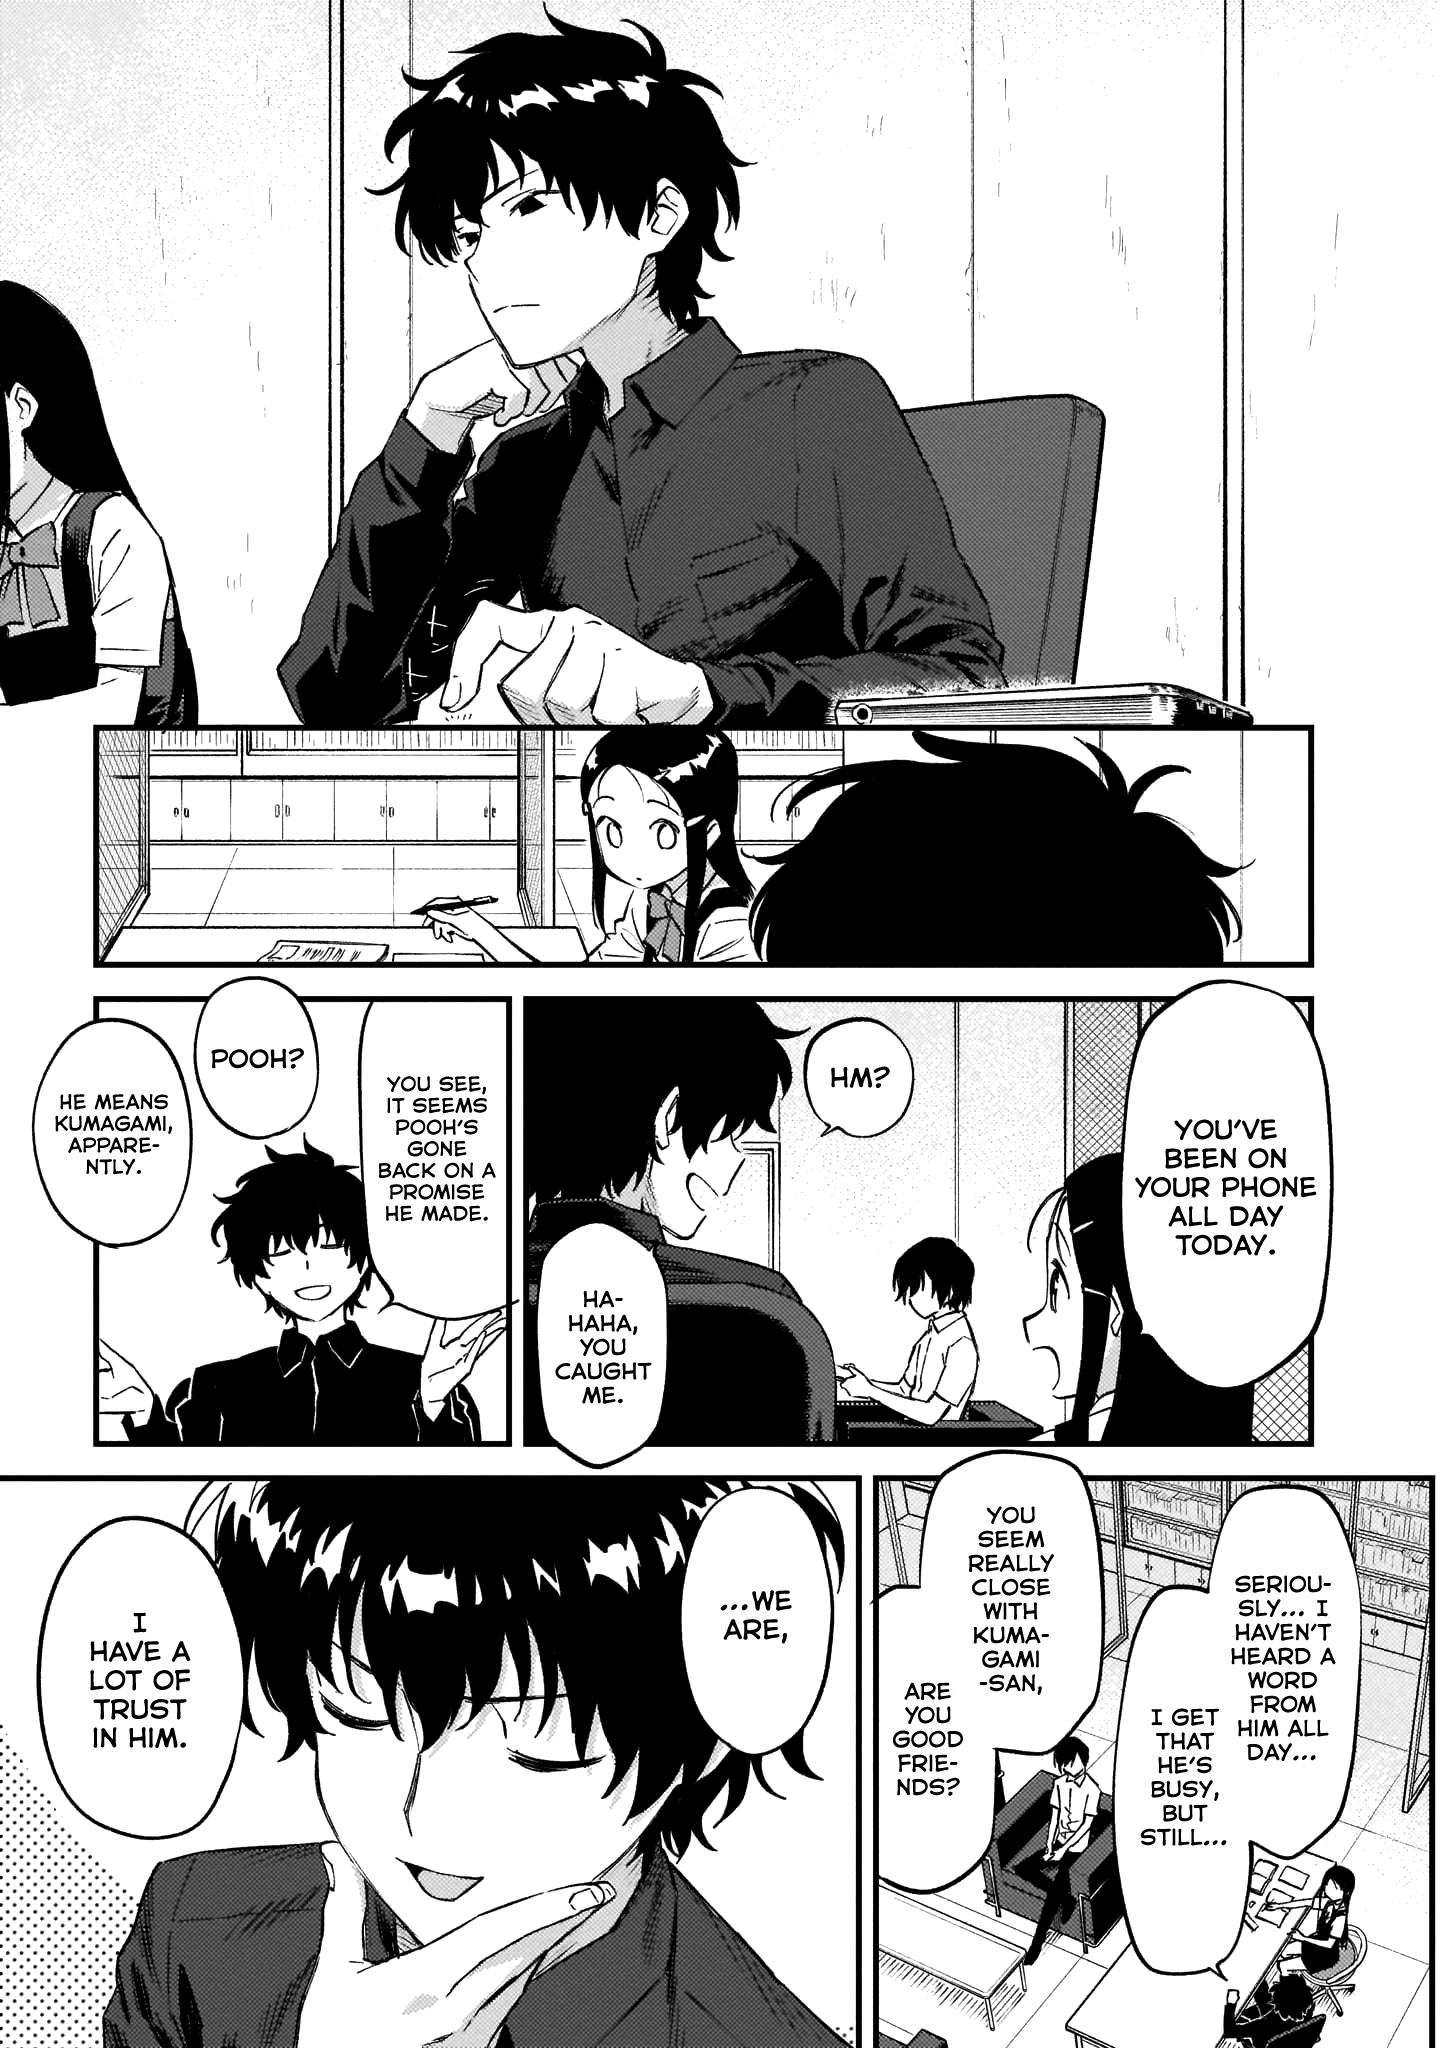 YOU'VE
BEEN ON
YOUR PHONE
ALL DAY
TODAY.
HM?
HA-
HAHA,
YOU
CAUGHT
ME.
YOU SEE,
IT SEEMS
POOH'S
GONE
BACK ON A
PROMISE
HE MADE.
POOH?
HE MEANS
KUMAGAMI,
APPARE-
NTLY.
SERIOU-
SLY... I
HAVEN'T
HEARD A
WORD
FROM
HIM ALL
DAY...
I GET
THAT
HE'S
BUSY,
BUT
STILL...
YOU
SEEM
REALLY
CLOSE
WITH
KUMA-
GAMI
-SAN,
ARE
YOU
GOOD
FRIE-
NDS?
...WE
ARE,
I
HAVE A
LOT OF
TRUST
IN HIM.